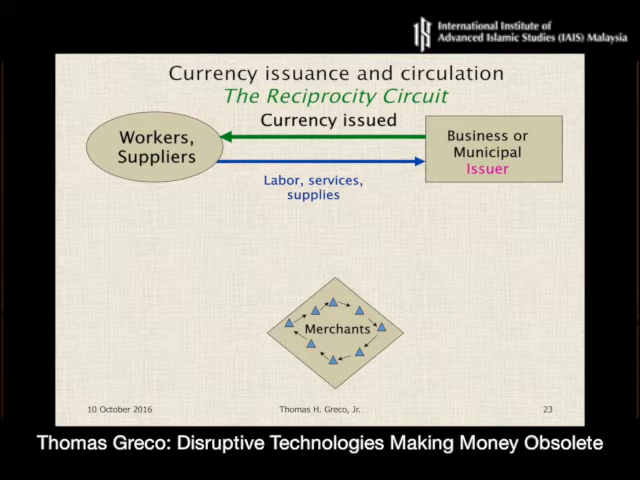 International Institute of
Advanced Islamic Studies (IAIS) Malaysia
Currency issuance and circulation
The Reciprocity Circuit
Currency issued
Workers,
Suppliers
Business or
Municipal
Issuer
Labor, services,
supplies
Merchants
10 October 2016
Thomas H. Greco, Jr.
23
Thomas Greco: Disruptive Technologies Making Money Obsolete